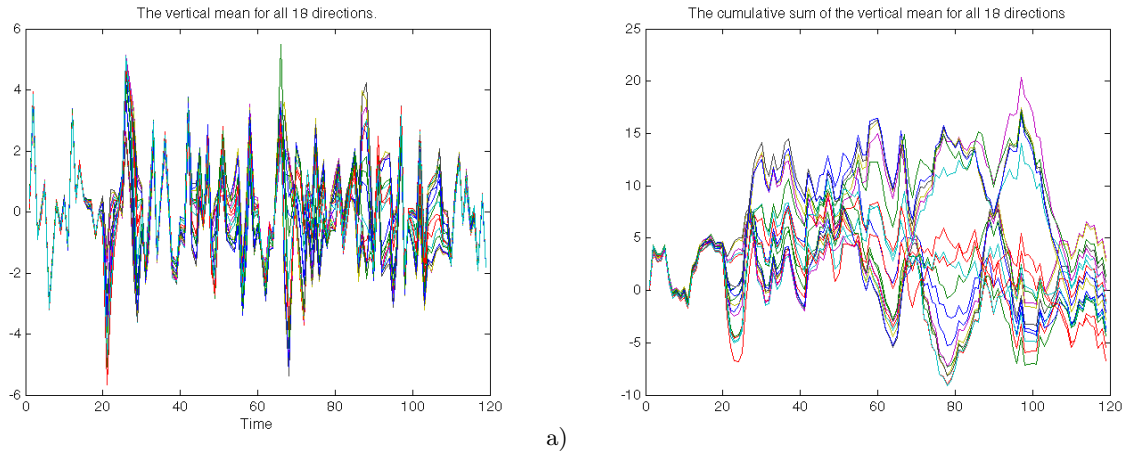 The vertical mean for all 18 directions.
6
4
2
0
-2
-4
-6
0 20 40 60 80 100 120
Time
a)
The cumulative sum of the vertical mean for all 18 directions
25
20
15
10
5
0
-5
-10
0 20 40 60 80 100 120